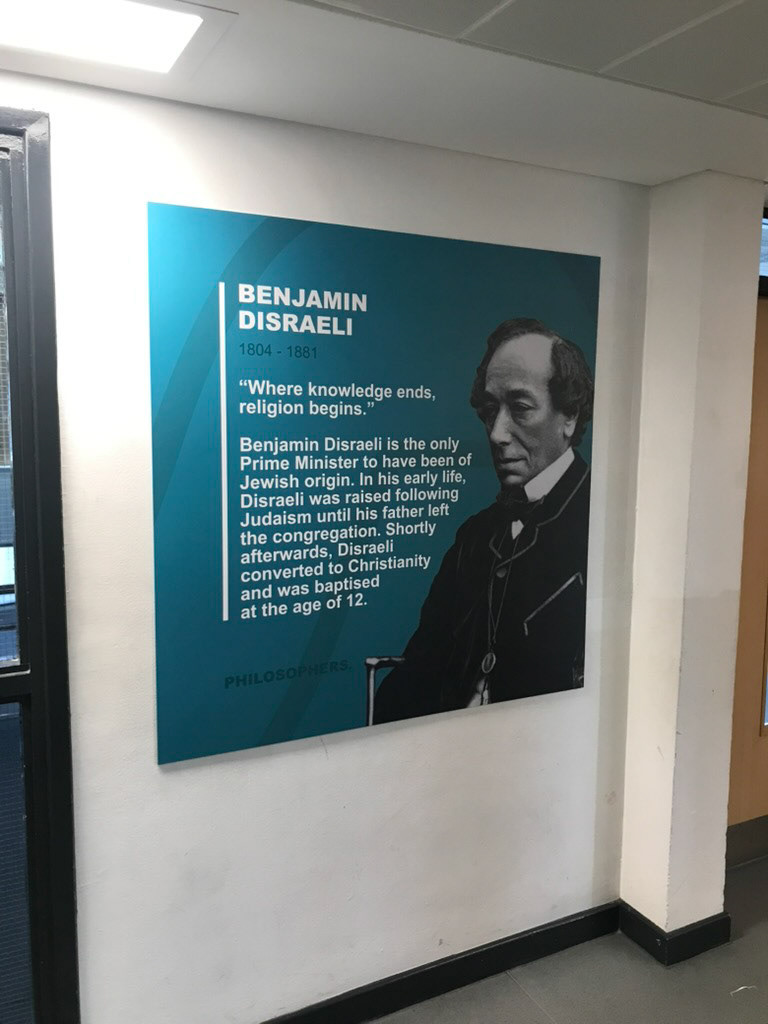 BENJAMIN
DISRAELI
1804 - 1881
“Where knowledge ends,
religion begins.”
Benjamin Disraeli is the only
Prime Minister to have been of
Jewish origin. In his early life,
Disraeli was raised following
Judaism until his father left
the congregation. Shortly
afterwards, Disraeli
converted to Christianity
and was baptised
at the age of 12.
PHILOSOPHERS.